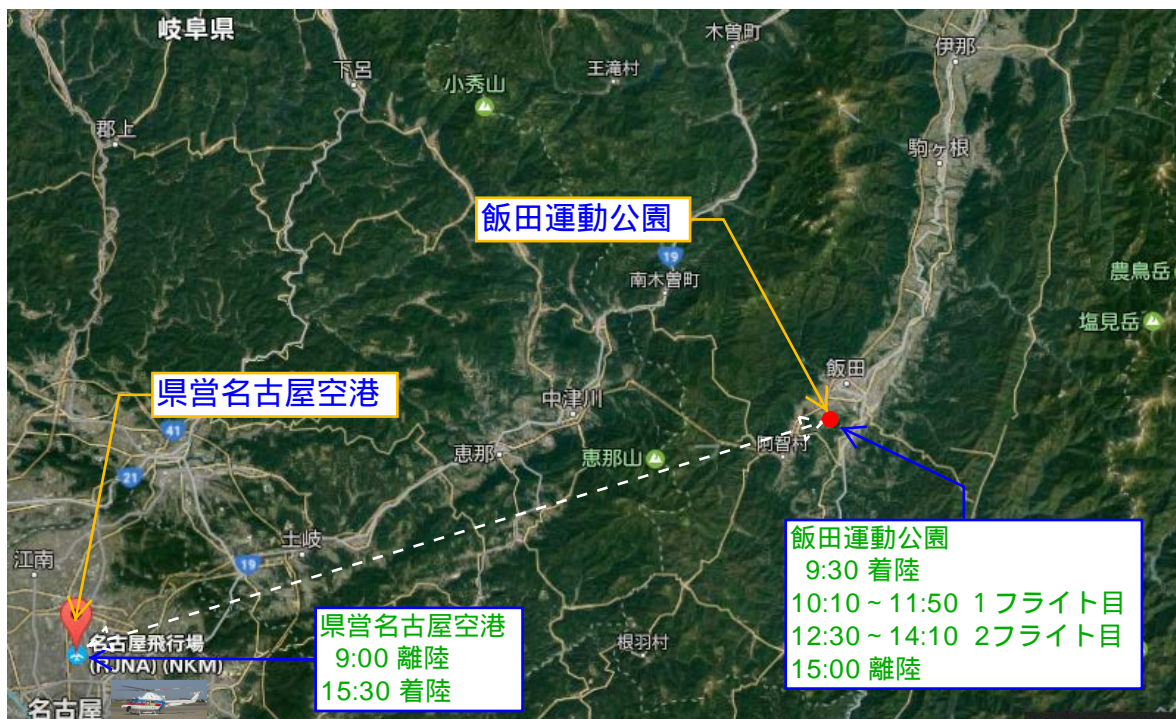 岐阜県
木曽町
伊那
下呂
王滝村
小秀山
郡上
駒ヶ根
飯田運動公園
19
南木曽町
農鳥岳
塩見岳
飯田
県営名古屋空港
中津川
41
恵那
恵那山
阿智村
21
飯田運動公園
9:30 着陸
10:10 ~ 11:50 1フライト目
12:30 ~ 14:10 2フライト目
15:00 離陸
土岐
19
江南
県営名古屋空港
9:00 離陸
15:30 着陸
名古屋飛行場
(RJNA) (NKM)
根羽村
名古屋